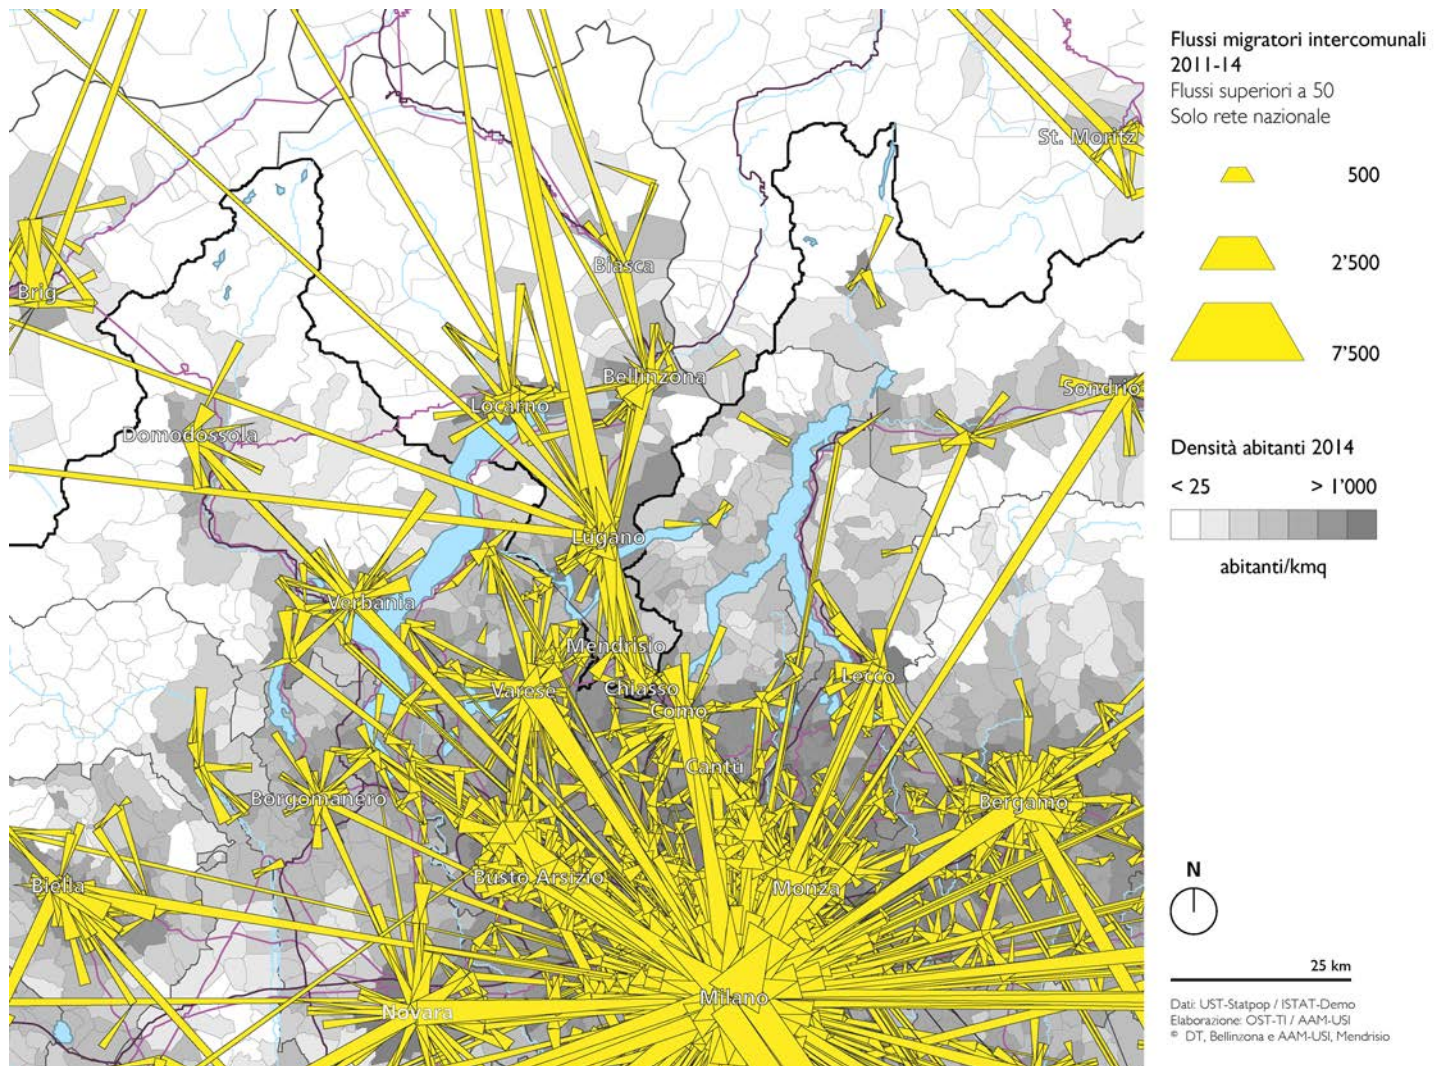 Flussi migratori intercomunali
2011-14
Flussi superiori a 50
Solo rete nazionale
500
2'500
7'500
Densità abitanti 2014
< 25 > 1'000
abitanti/kmq
N
25 km
Dati: UST-Statpop / ISTAT-Demo
Elaborazione: OST-TI / AAM-USI
© DT, Bellinzona e AAM-USI, Mendrisio
St. Moritz
Biasca
Brig
Bellinzona
Sondrio
Locarno
Domodossola
Lugano
Verbania
Mendrisio
Lecco
Chiasso
Varese
Como
Cantù
Borgomanero
Bergamo
Busto Arsizio
Biella
Monza
Milano
Novara